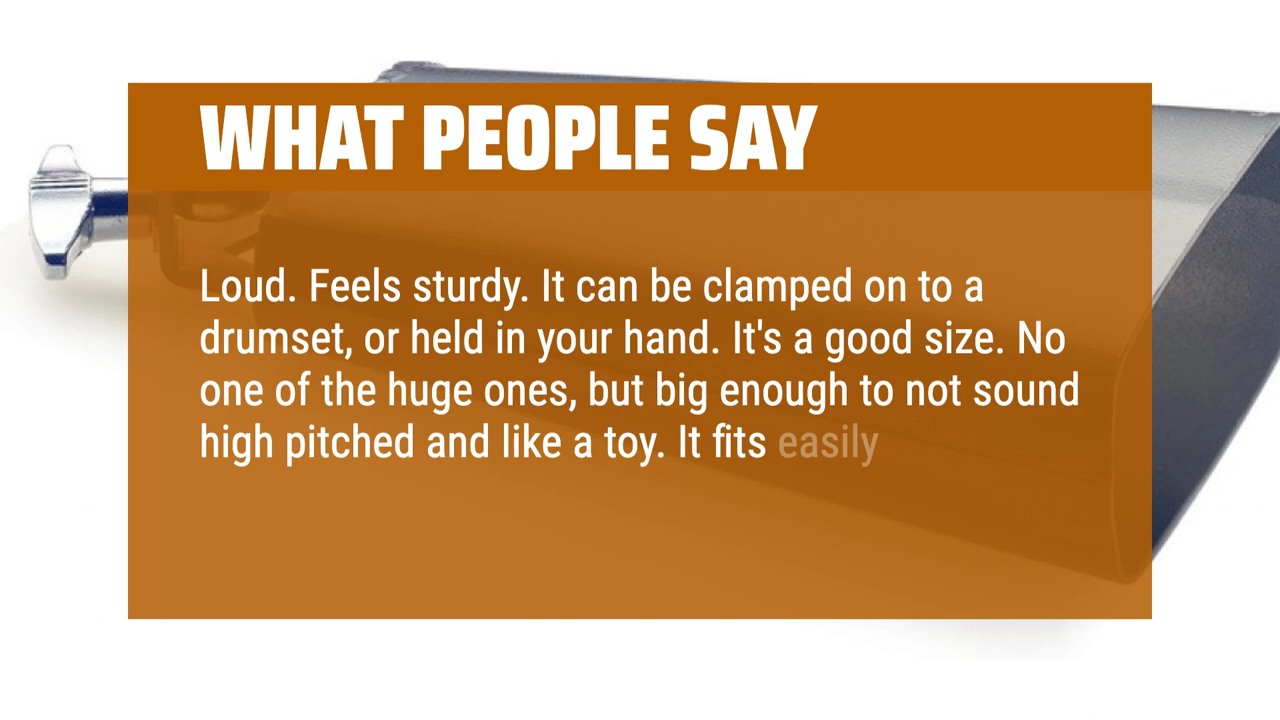 WHAT PEOPLE SAY
Loud. Feels sturdy. It can be clamped on to a
drumset, or held in your hand. It's a good size. No
one of the huge ones, but big enough to not sound
high pitched and like a toy. It fits easily